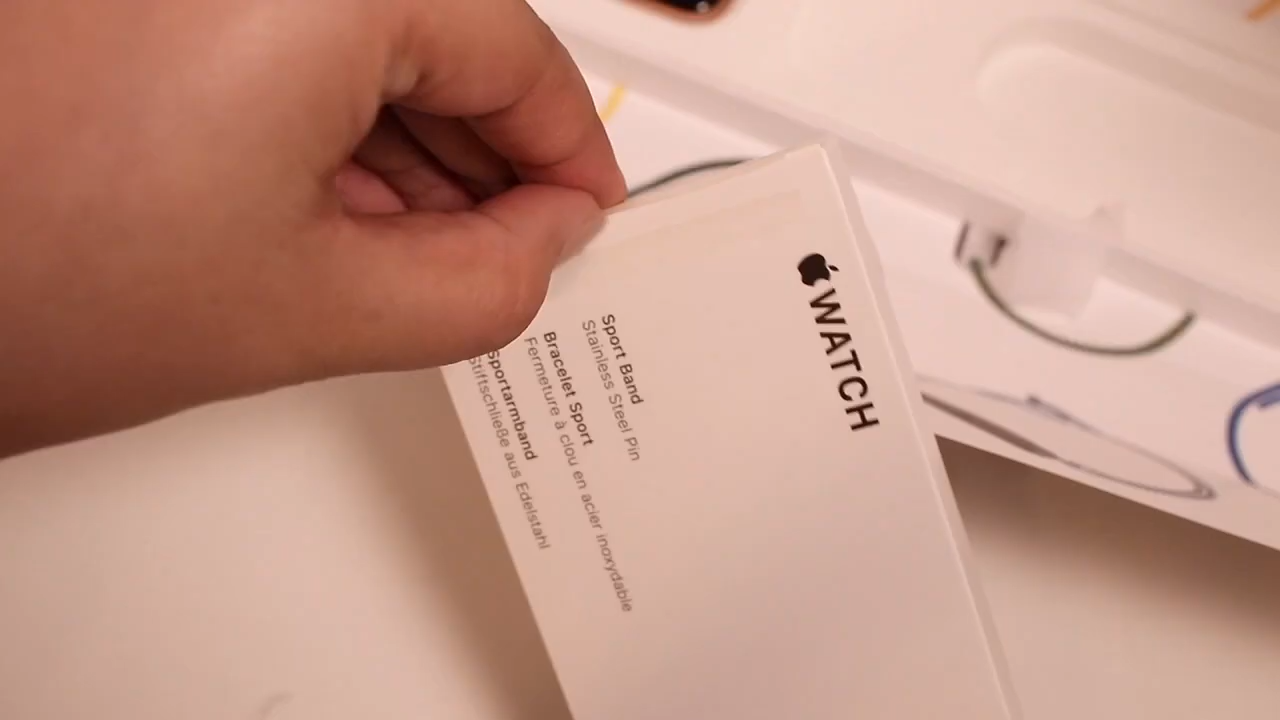 WATCH
Sport Band
Stainless Steel Pin
Bracelet Sport
Fermeture à clou en acier inoxydable
Sportarmband
Stiftschließe aus Edelstahl